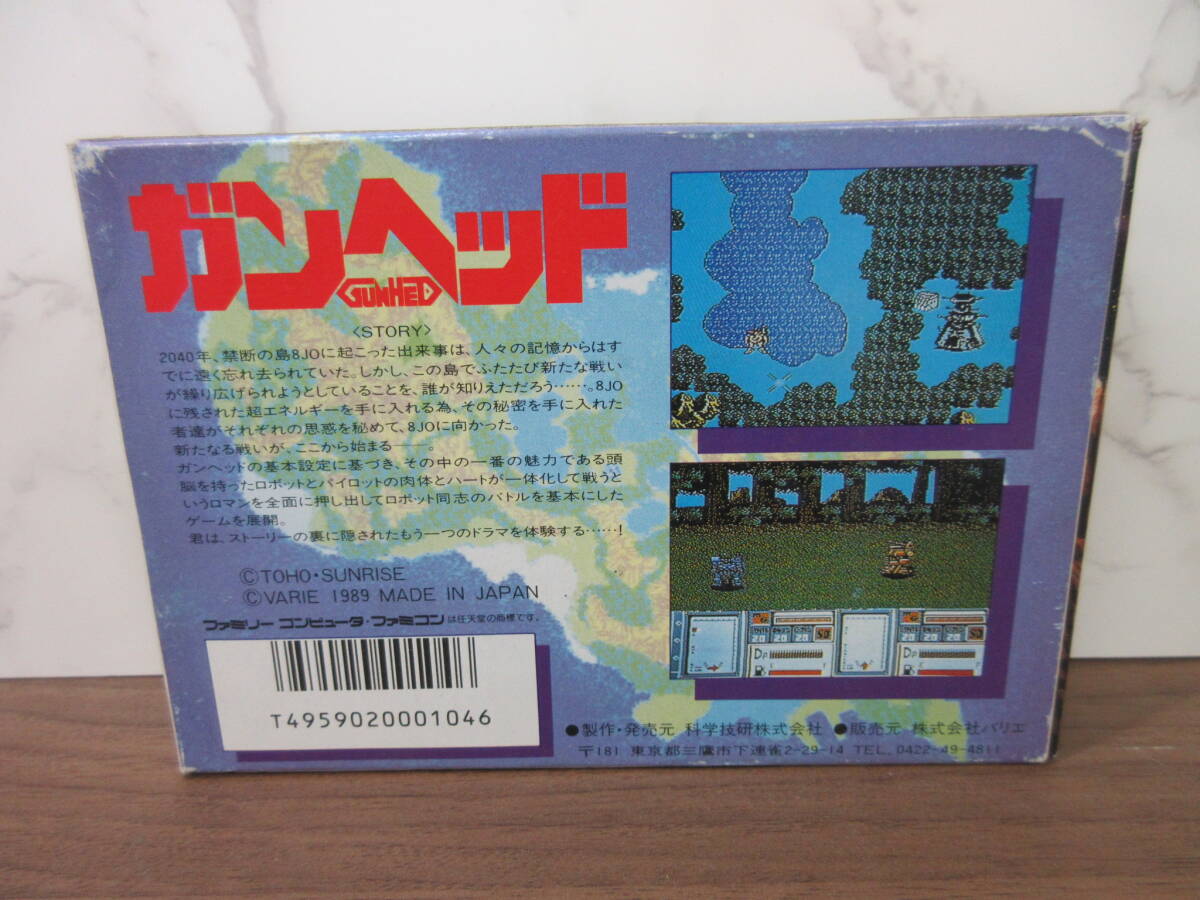 ガンヘッド
GUNHED
〈STORY〉
2040年、禁断の島8JOに起こった出来事は、人々の記憶からはす
でに遠く忘れ去られていた。しかし、この島でふたたび新たな戦い
が繰り広げられようとしていることを、誰が知りえただろう……。8JO
に残された超エネルギーを手に入れる為、その秘密を手に入れた
者達がそれぞれの思惑を秘めて、8JOに向かった。
新たなる戦いが、ここから始まる――。
ガンヘッドの基本設定に基づき、その中の一番の魅力である頭
脳を持ったロボットとパイロットの肉体とハートが一体化して戦うと
いうロマンを全面に押し出してロボット同志のバトルを基本にした
ゲームを展開。
君は、ストーリーの裏に隠されたもう一つのドラマを体験する……!
©TOHO・SUNRISE
©VARIE 1989 MADE IN JAPAN
ファミリー コンピュータ・ファミコンは任天堂の商標です。
T4959020001046
●製作・発売元 科学技研株式会社 ●販売元 株式会社バリエ
〒181 東京都三鷹市下連雀2-29-14 TEL. 0422-49-4811